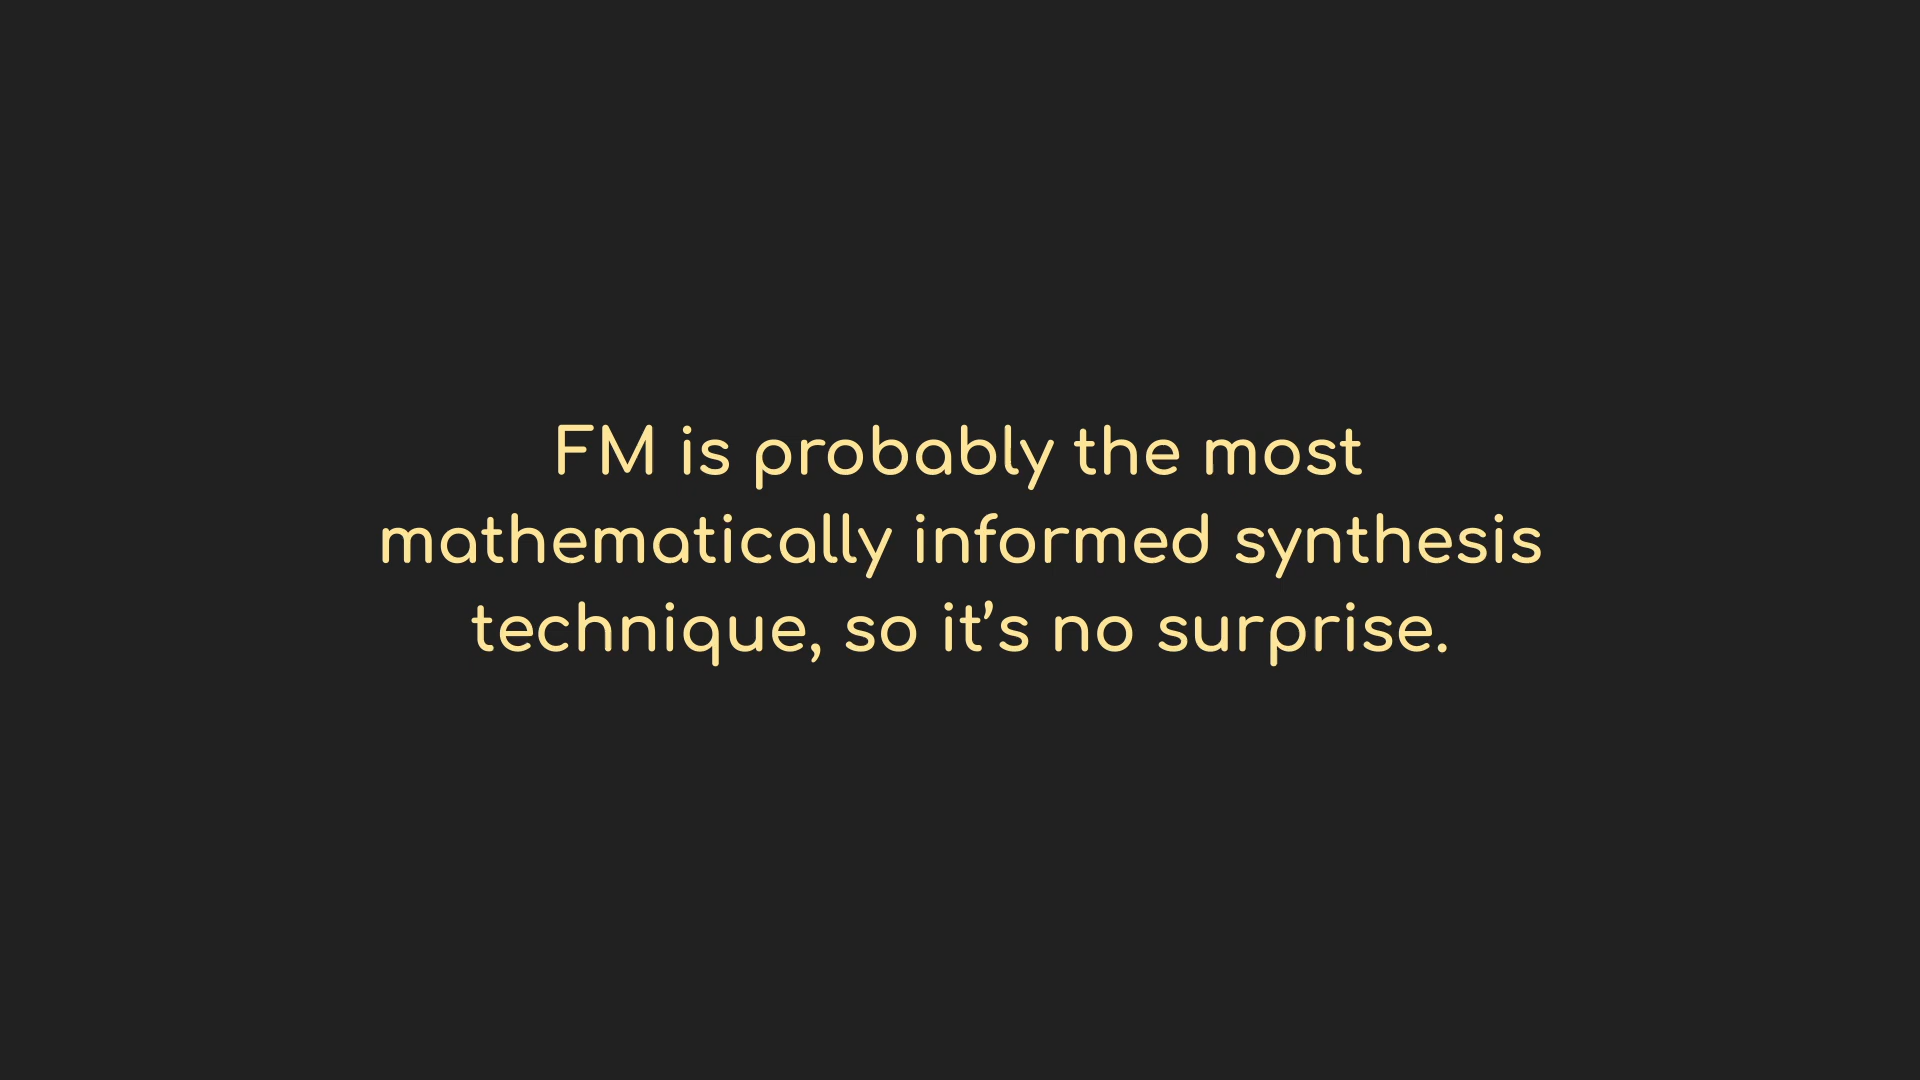 FM is probably the most
mathematically informed synthesis
technique, so it’s no surprise.